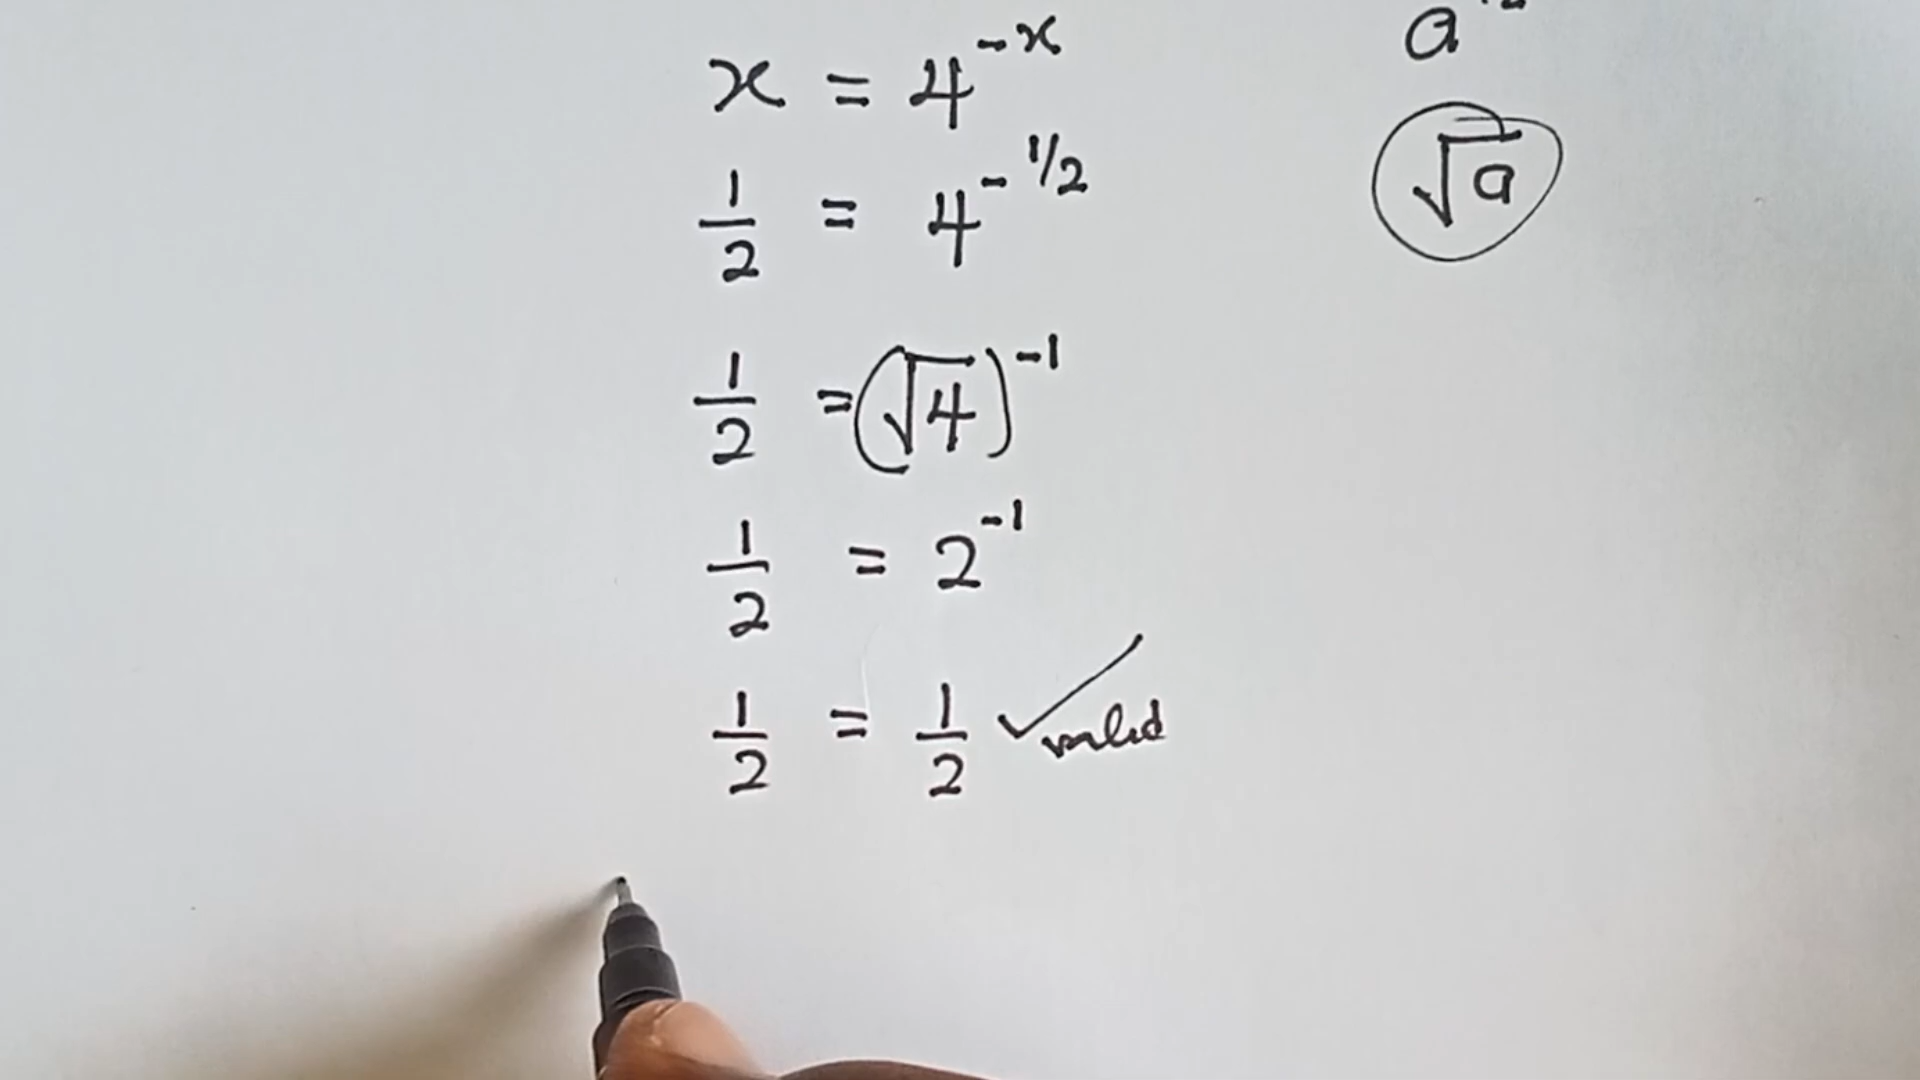 x = 4^{-x}
1/2 = 4^{-1/2}
1/2 = (√4)^{-1}
1/2 = 2^{-1}
1/2 = 1/2 ✓ valid
a
√a